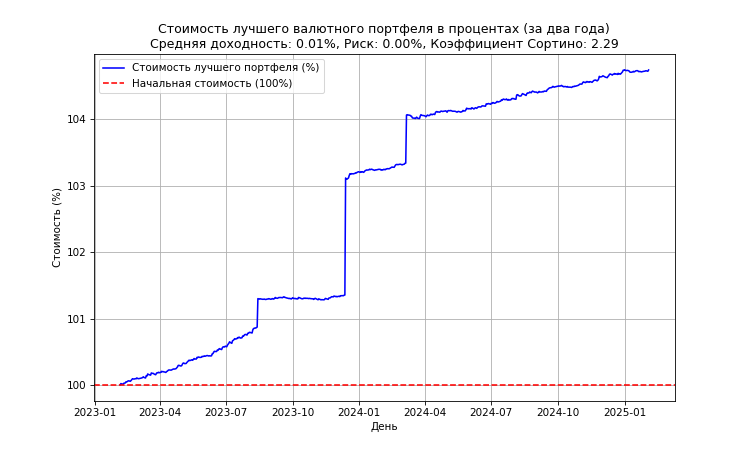 Стоимость лучшего валютного портфеля в процентах (за два года)
Средняя доходность: 0.01%, Риск: 0.00%, Коэффициент Сортино: 2.29
Стоимость лучшего портфеля (%)
Начальная стоимость (100%)
Стоимость (%)
104
103
102
101
100
2023-01 2023-04 2023-07 2023-10 2024-01 2024-04 2024-07 2024-10 2025-01
День